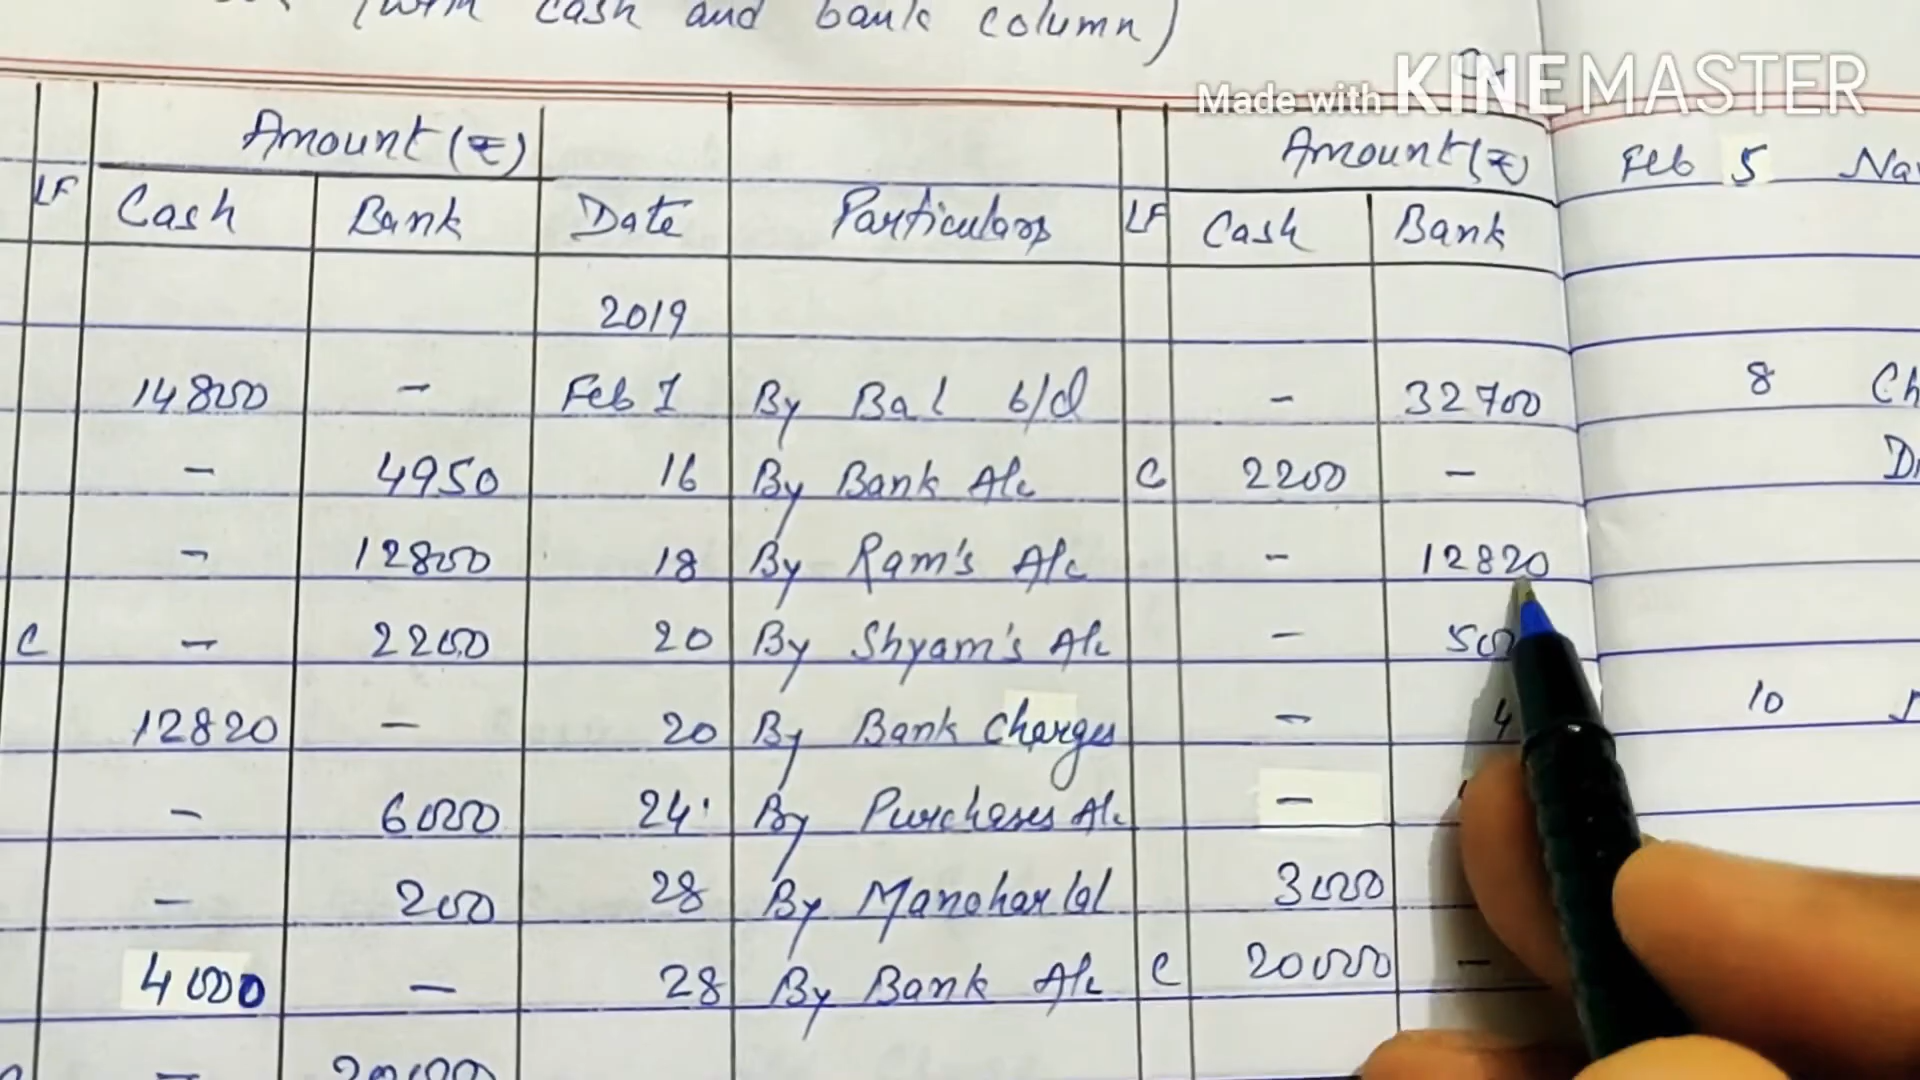 (with cash and bank column)
Made with KINEMASTER
Amount (₹) Amount (₹) Feb 5
LF Cash Bank Date Particulars LF Cash Bank
2019
14800 - Feb 1 By Bal b/d - 32700 8
- 4950 16 By Bank A/c C 2200 -
- 12800 18 By Ram's A/c - 12820
C - 2200 20 By Shyam's A/c -
12820 - 20 By Bank Charges - 10
- 6000 24 By Purchases A/c -
- 200 28 By Manohar lal 3000
4000 - 28 By Bank A/c C 20000 -
- 20000